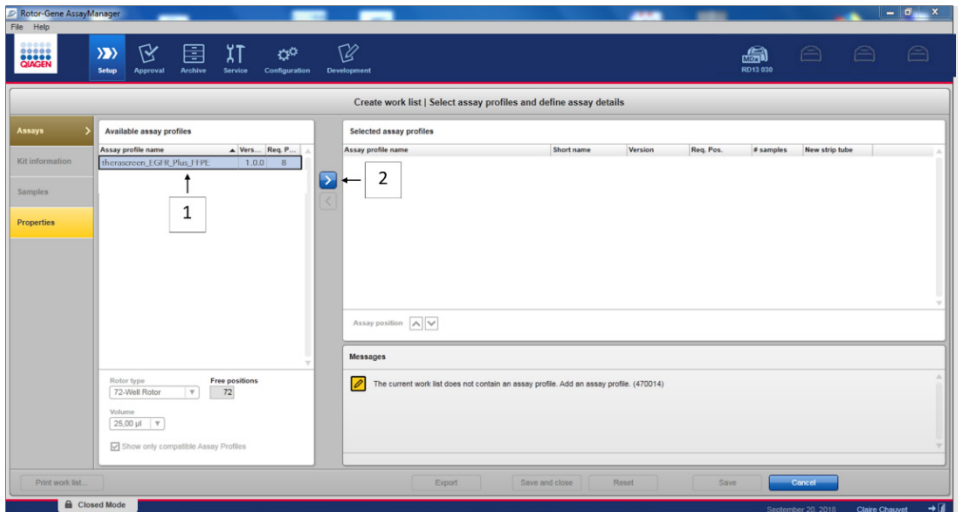 Rotor-Gene AssayManager
File Help
QIAGEN
Setup Approval Archive Service Configuration Development
RD13 030
Create work list | Select assay profiles and define assay details
Assays
Available assay profiles
Selected assay profiles
Assay profile name Vers... Req. P...
Assay profile name Short name Version Req. Pos. # samples New strip tube
Kit information
therascreen_EGFR_Plus_FFPE 1.0.0 8
2
Samples
1
Properties
Assay position
Messages
The current work list does not contain an assay profile. Add an assay profile. (470014)
Rotor type Free positions
72-Well Rotor 72
Volume
25,00 µl
Show only compatible Assay Profiles
Print work list... Export Save and close Reset Save Cancel
Closed Mode
September 20, 2018 Claire Chauvet